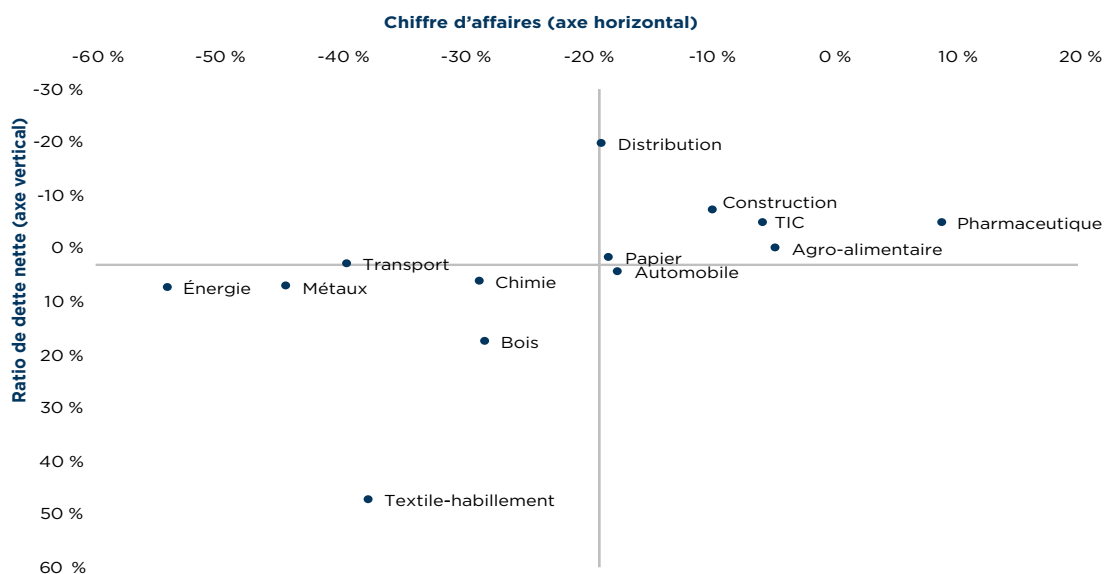 Chiffre d’affaires (axe horizontal)
-60 % -50 % -40 % -30 % -20 % -10 % 0 % 10 % 20 %
Ratio de dette nette (axe vertical)
-30 %
-20 %
Distribution
-10 %
Construction
TIC
Pharmaceutique
0 %
Agro-alimentaire
Papier
Transport
Automobile
Chimie
Énergie
Métaux
10 %
Bois
20 %
30 %
40 %
Textile-habillement
50 %
60 %